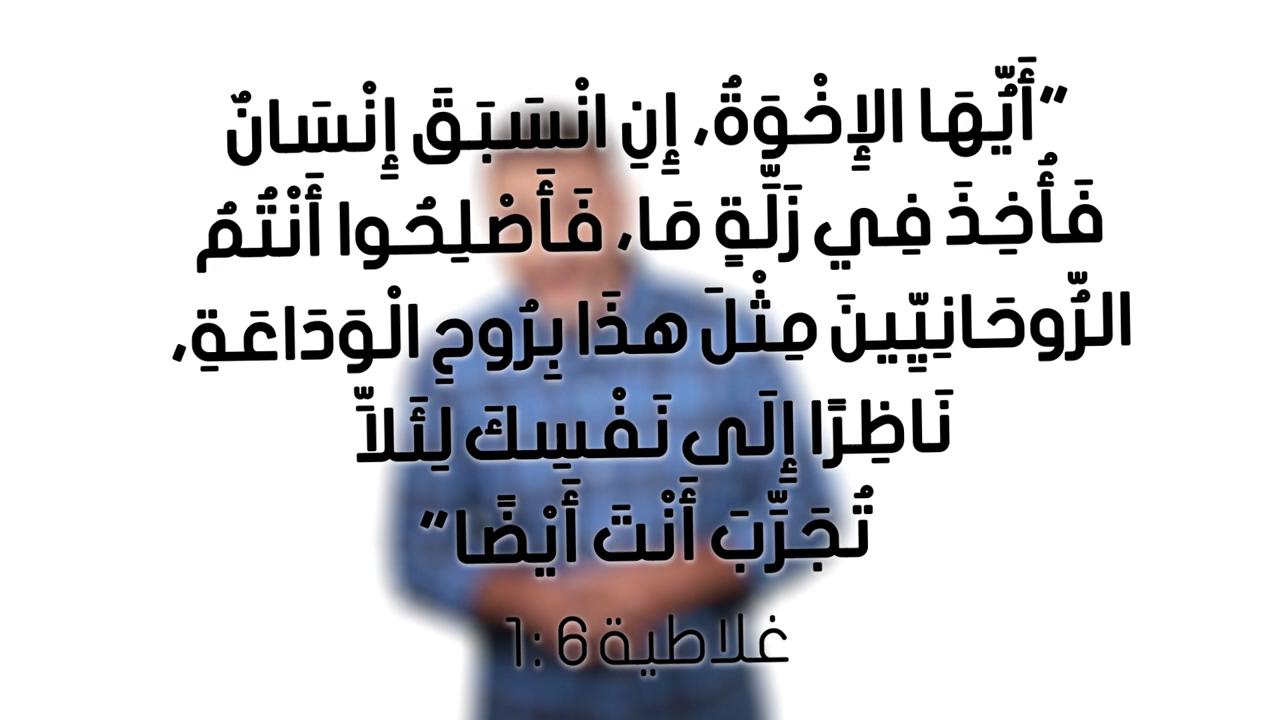 ”أَيُّهَا الإِخْوَةُ، إِنِ انْسَبَقَ إِنْسَانٌ
فَأُخِذَ فِي زَلَّةٍ مَا، فَأَصْلِحُوا أَنْتُمُ
الرُّوحَانِيِّينَ مِثْلَ هذَا بِرُوحِ الْوَدَاعَةِ،
نَاظِرًا إِلَى نَفْسِكَ لِئَلاَّ
تُجَرَّبَ أَنْتَ أَيْضًا”
غلاطية 6 :1